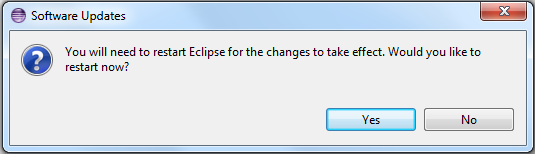 Software Updates
You will need to restart Eclipse for the changes to take effect. Would you like to
restart now?
Yes
No